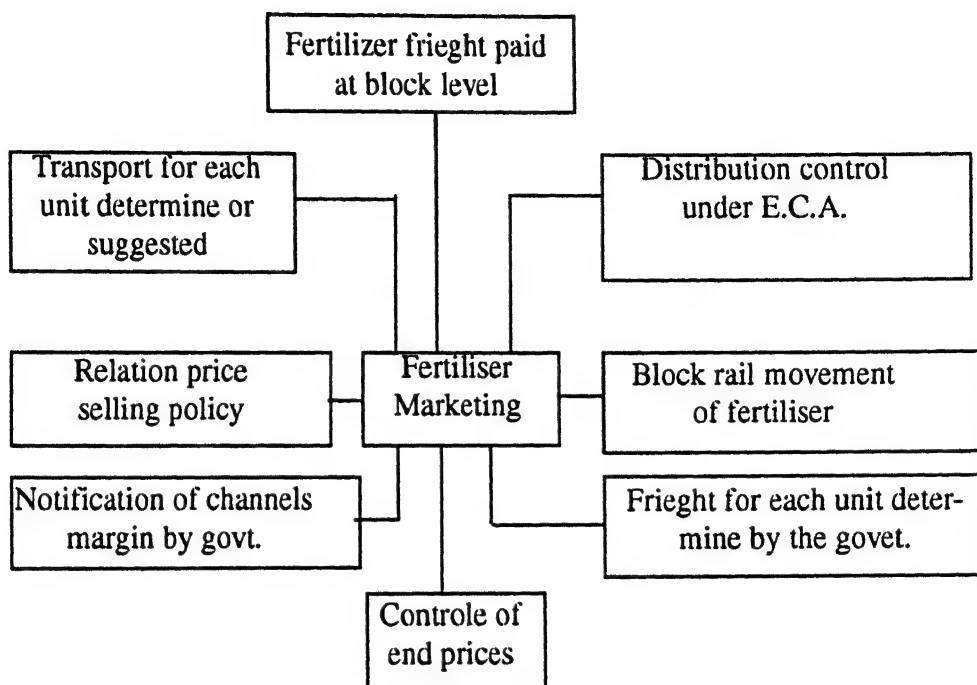 Fertilizer frieght paid
at block level
Transport for each
unit determine or
suggested
Distribution control
under E.C.A.
Relation price
selling policy
Fertiliser
Marketing
Block rail movement
of fertiliser
Notification of channels
margin by govt.
Frieght for each unit deter-
mine by the govet.
Controle of
end prices